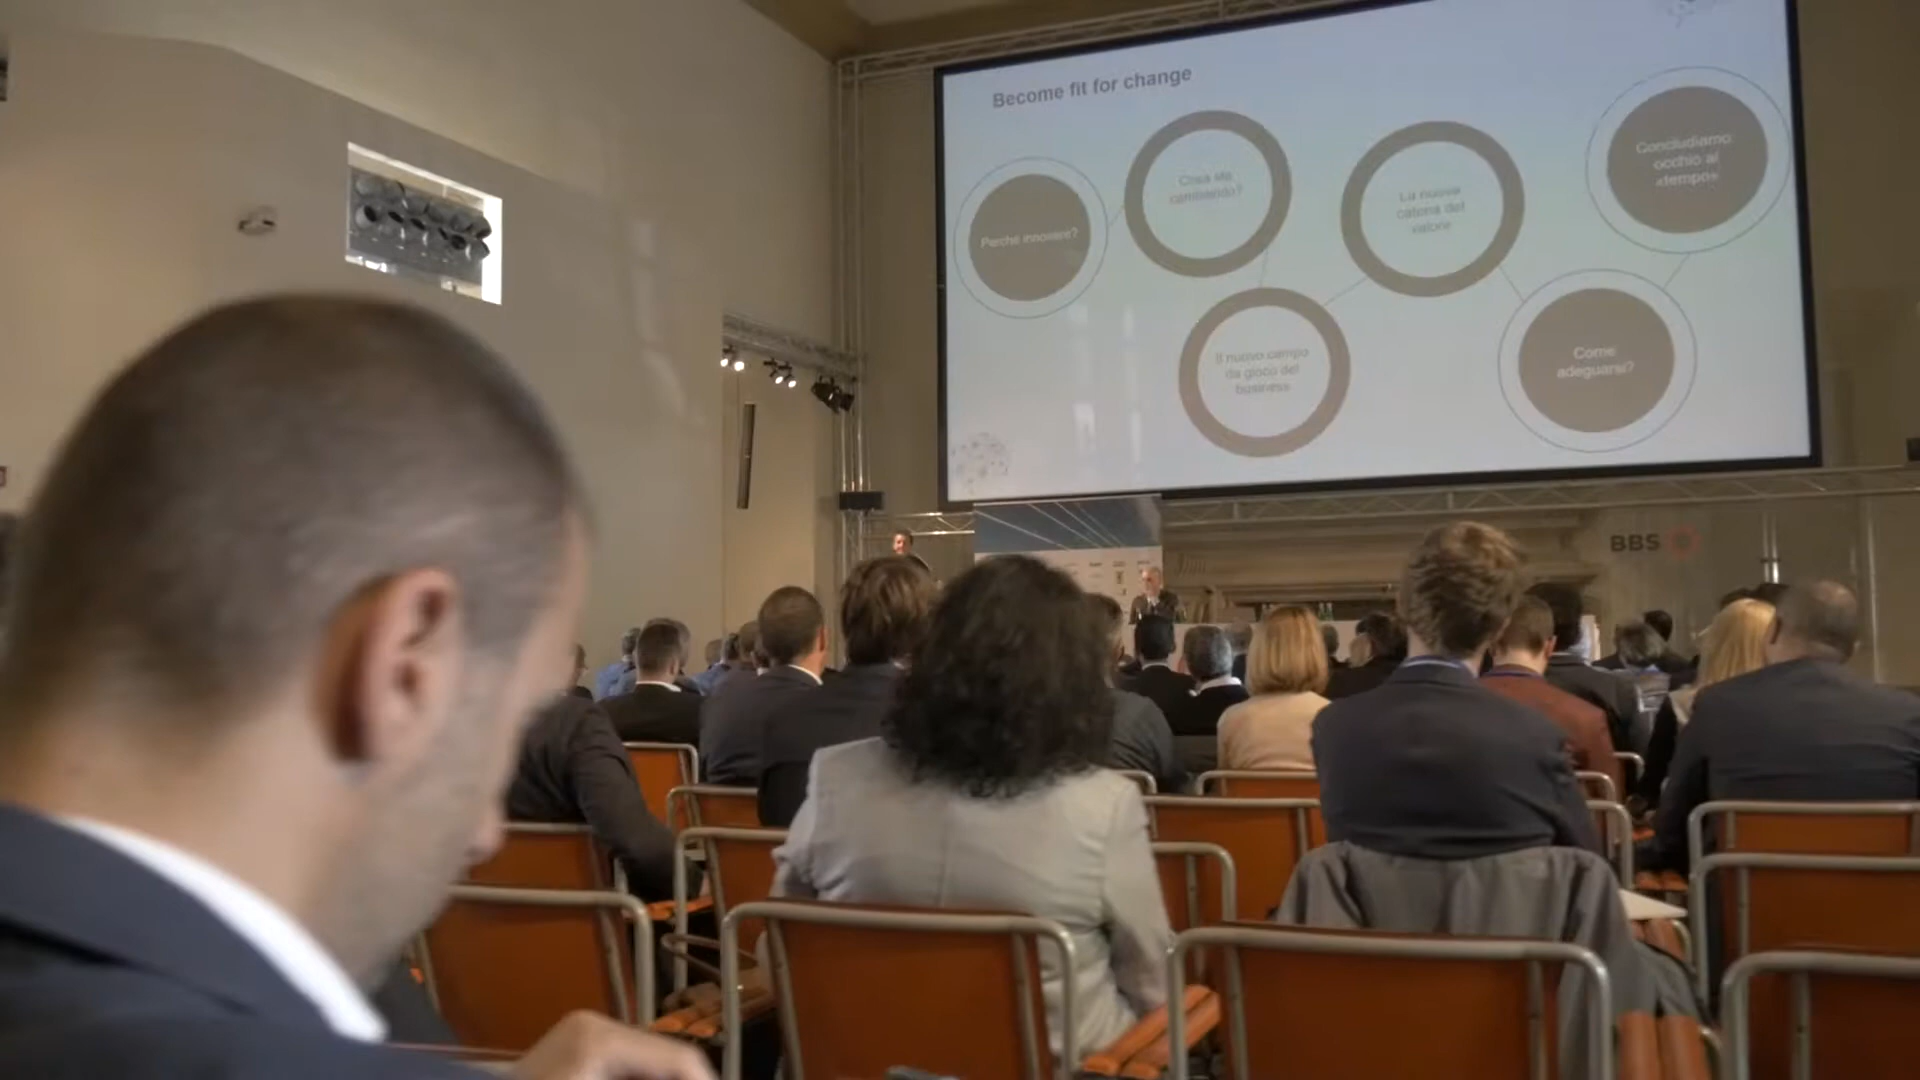 Become fit for change
Perché innovare?
Cosa sta
cambiando?
Il nuovo campo
da gioco del
business
La nuova
catena del
valore
Come
adeguarsi?
Concludiamo:
occhio al
«tempo»
BBS